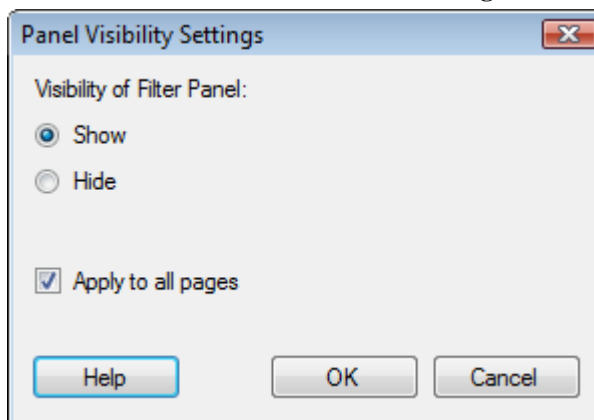 Panel Visibility Settings
Visibility of Filter Panel:
Show
Hide
Apply to all pages
Help OK Cancel